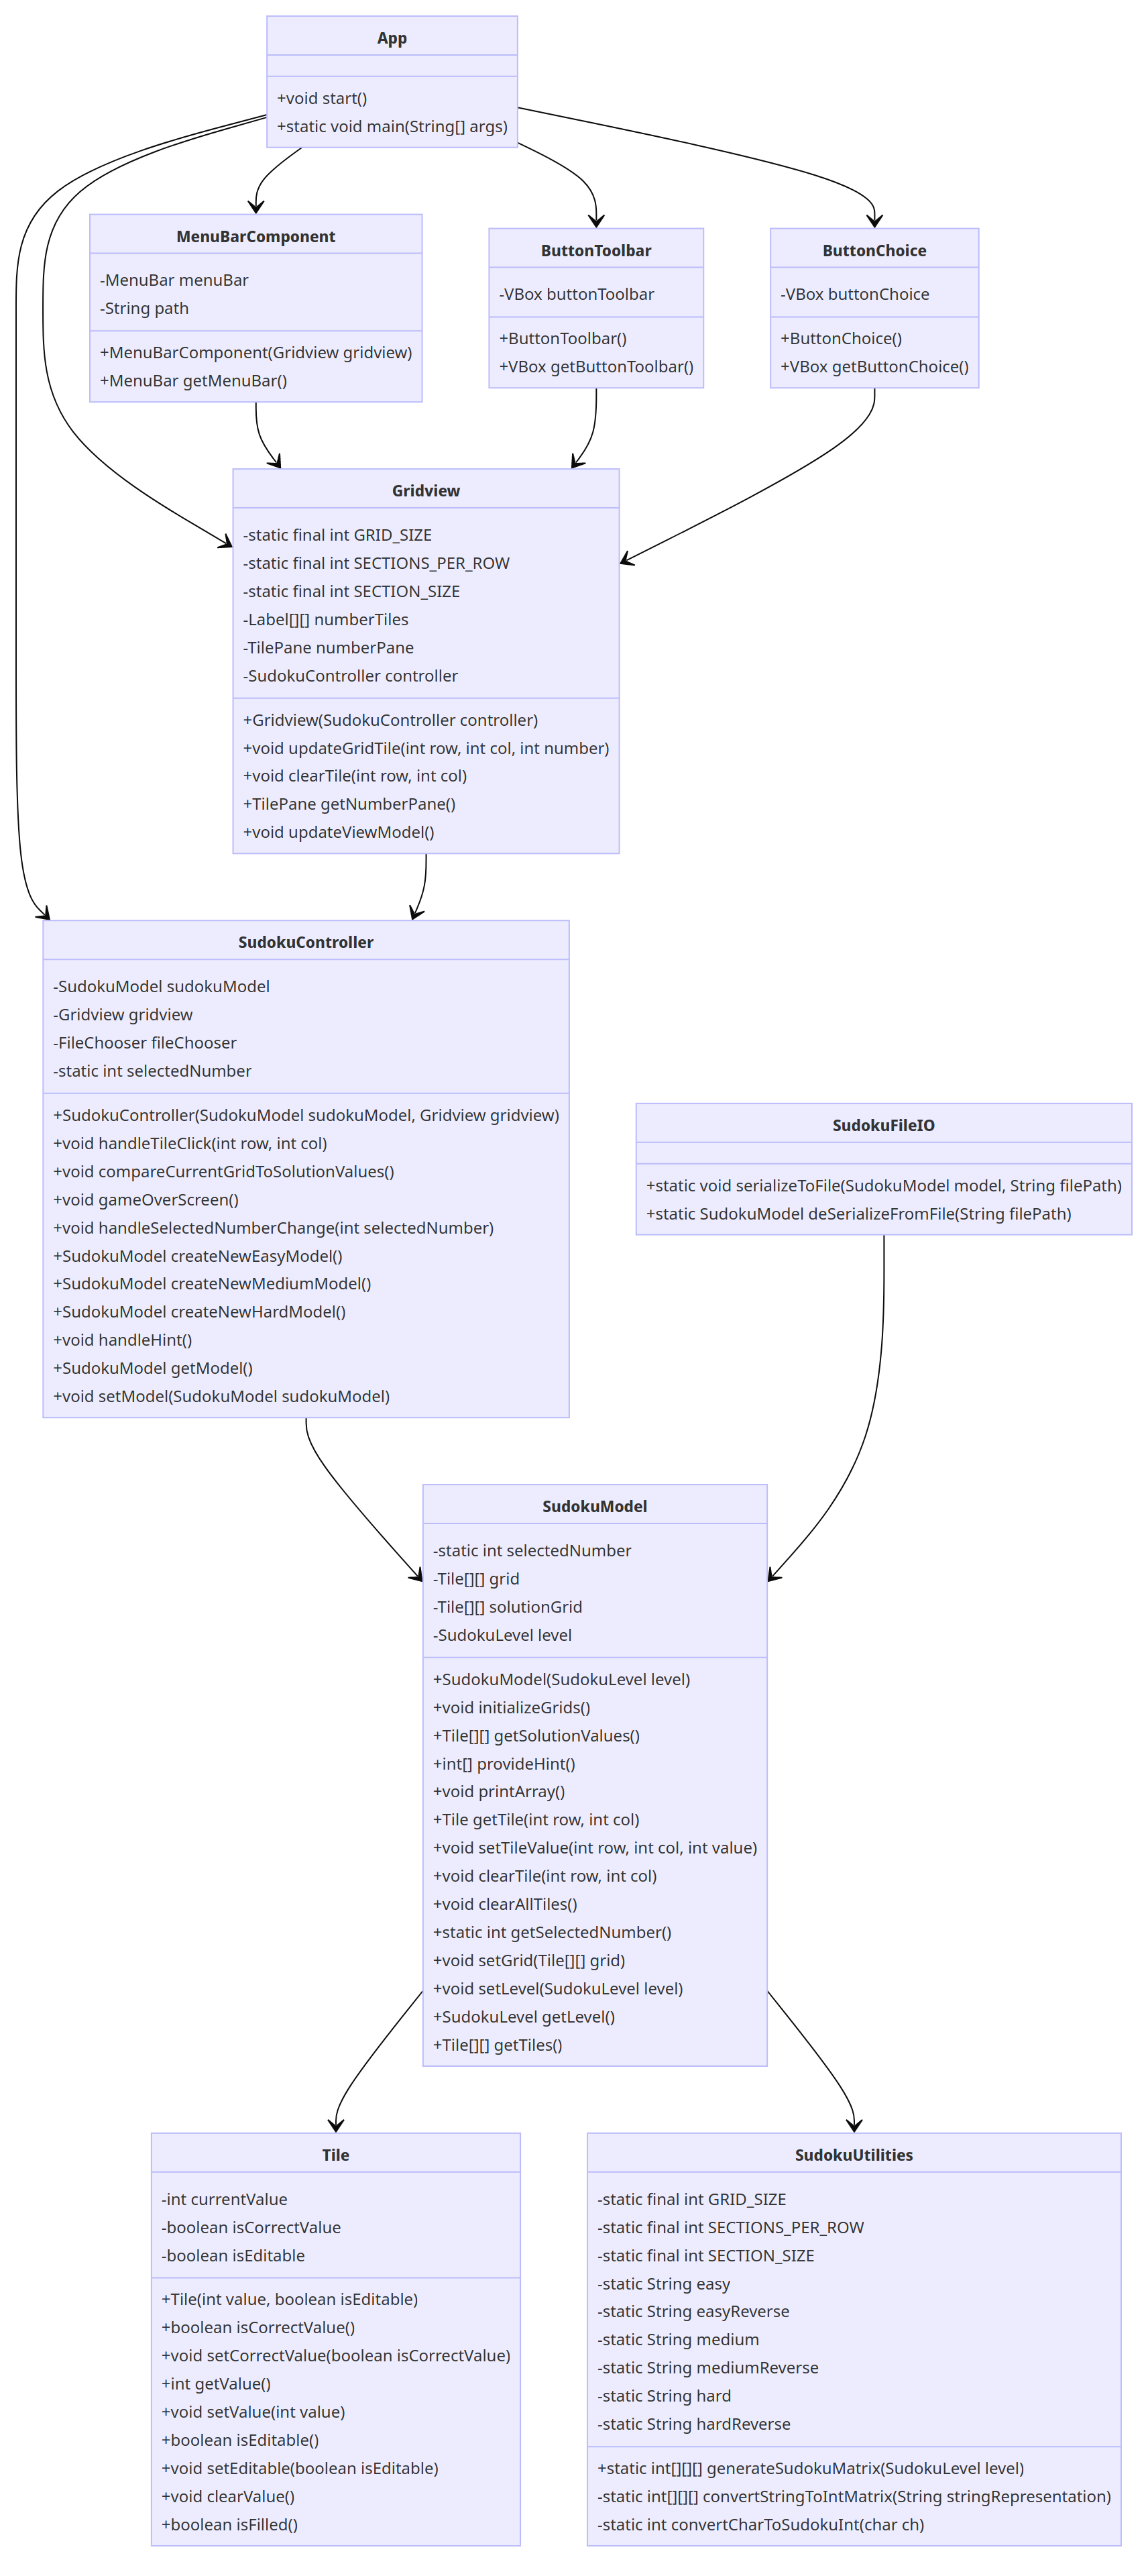 App
+void start()
+static void main(String[] args)
MenuBarComponent
-MenuBar menuBar
-String path
+MenuBarComponent(Gridview gridview)
+MenuBar getMenuBar()
ButtonToolbar
-VBox buttonToolbar
+ButtonToolbar()
+VBox getButtonToolbar()
ButtonChoice
-VBox buttonChoice
+ButtonChoice()
+VBox getButtonChoice()
Gridview
-static final int GRID_SIZE
-static final int SECTIONS_PER_ROW
-static final int SECTION_SIZE
-Label[][] numberTiles
-TilePane numberPane
-SudokuController controller
+Gridview(SudokuController controller)
+void updateGridTile(int row, int col, int number)
+void clearTile(int row, int col)
+TilePane getNumberPane()
+void updateViewModel()
SudokuController
-SudokuModel sudokuModel
-Gridview gridview
-FileChooser fileChooser
-static int selectedNumber
+SudokuController(SudokuModel sudokuModel, Gridview gridview)
+void handleTileClick(int row, int col)
+void compareCurrentGridToSolutionValues()
+void gameOverScreen()
+void handleSelectedNumberChange(int selectedNumber)
+SudokuModel createNewEasyModel()
+SudokuModel createNewMediumModel()
+SudokuModel createNewHardModel()
+void handleHint()
+SudokuModel getModel()
+void setModel(SudokuModel sudokuModel)
SudokuFileIO
+static void serializeToFile(SudokuModel model, String filePath)
+static SudokuModel deSerializeFromFile(String filePath)
SudokuModel
-static int selectedNumber
-Tile[][] grid
-Tile[][] solutionGrid
-SudokuLevel level
+SudokuModel(SudokuLevel level)
+void initializeGrids()
+Tile[][] getSolutionValues()
+int[] provideHint()
+void printArray()
+Tile getTile(int row, int col)
+void setTileValue(int row, int col, int value)
+void clearTile(int row, int col)
+void clearAllTiles()
+static int getSelectedNumber()
+void setGrid(Tile[][] grid)
+void setLevel(SudokuLevel level)
+SudokuLevel getLevel()
+Tile[][] getTiles()
Tile
-int currentValue
-boolean isCorrectValue
-boolean isEditable
+Tile(int value, boolean isEditable)
+boolean isCorrectValue()
+void setCorrectValue(boolean isCorrectValue)
+int getValue()
+void setValue(int value)
+boolean isEditable()
+void setEditable(boolean isEditable)
+void clearValue()
+boolean isFilled()
SudokuUtilities
-static final int GRID_SIZE
-static final int SECTIONS_PER_ROW
-static final int SECTION_SIZE
-static String easy
-static String easyReverse
-static String medium
-static String mediumReverse
-static String hard
-static String hardReverse
+static int[][][] generateSudokuMatrix(SudokuLevel level)
-static int[][][] convertStringToIntMatrix(String stringRepresentation)
-static int convertCharToSudokuInt(char ch)